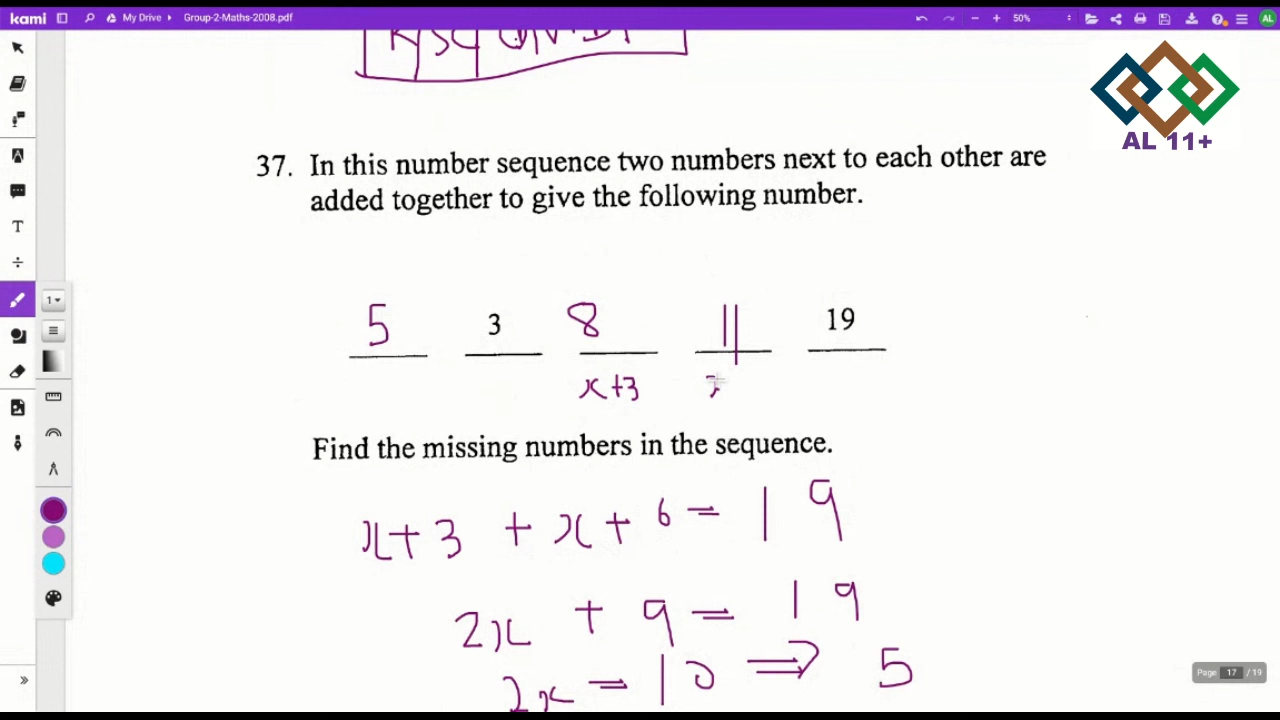 kami My Drive Group-2-Maths-2008.pdf 50% AL
AL 11+
37. In this number sequence two numbers next to each other are
added together to give the following number.
5 3 8 11 19
x+3
Find the missing numbers in the sequence.
x+3 + x+6 = 19
2x + 9 = 19
2x = 10 ⇒ 5
Page 17 / 19